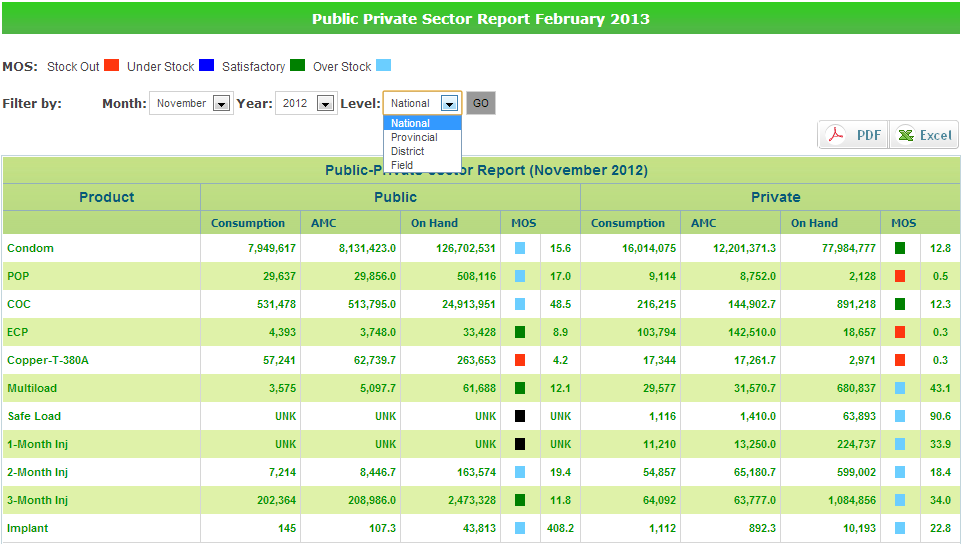 Public Private Sector Report February 2013
MOS: Stock Out Under Stock Satisfactory Over Stock
Filter by: Month: November Year: 2012 Level: National GO
National
Provincial
District
Field
PDF Excel
Public-Private Sector Report (November 2012)
Product Public Private
Consumption AMC On Hand MOS Consumption AMC On Hand MOS
Condom 7,949,617 8,131,423.0 126,702,531 15.6 16,014,075 12,201,371.3 77,984,777 12.8
POP 29,637 29,856.0 508,116 17.0 9,114 8,752.0 2,128 0.5
COC 531,478 513,795.0 24,913,951 48.5 216,215 144,902.7 891,218 12.3
ECP 4,393 3,748.0 33,428 8.9 103,794 142,510.0 18,657 0.3
Copper-T-380A 57,241 62,739.7 263,653 4.2 17,344 17,261.7 2,971 0.3
Multiload 3,575 5,097.7 61,688 12.1 29,577 31,570.7 680,837 43.1
Safe Load UNK UNK UNK UNK 1,116 1,410.0 63,893 90.6
1-Month Inj UNK UNK UNK UNK 11,210 13,250.0 224,737 33.9
2-Month Inj 7,214 8,446.7 163,574 19.4 54,857 65,180.7 599,002 18.4
3-Month Inj 202,364 208,986.0 2,473,328 11.8 64,092 63,777.0 1,084,856 34.0
Implant 145 107.3 43,813 408.2 1,112 892.3 10,193 22.8